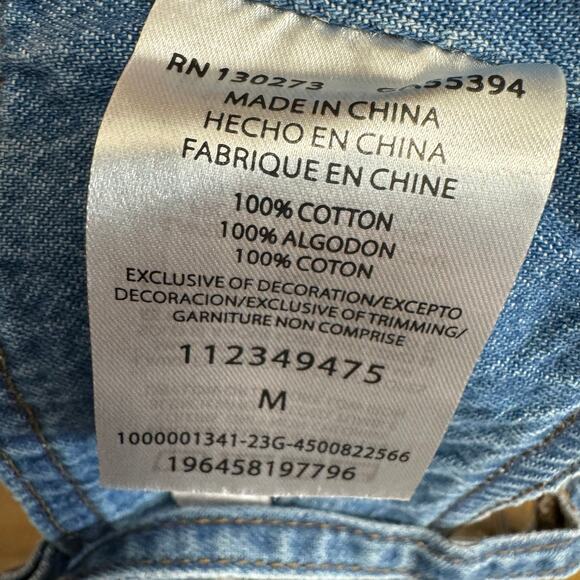 RN 130273
MADE IN CHINA
HECHO EN CHINA
FABRIQUE EN CHINE
100% COTTON
100% ALGODON
100% COTON
EXCLUSIVE OF DECORATION/EXCEPTO
DECORACION/EXCLUSIVE OF TRIMMING/
GARNITURE NON COMPRISE
112349475
M
1000001341-23G-4500822566
196458197796